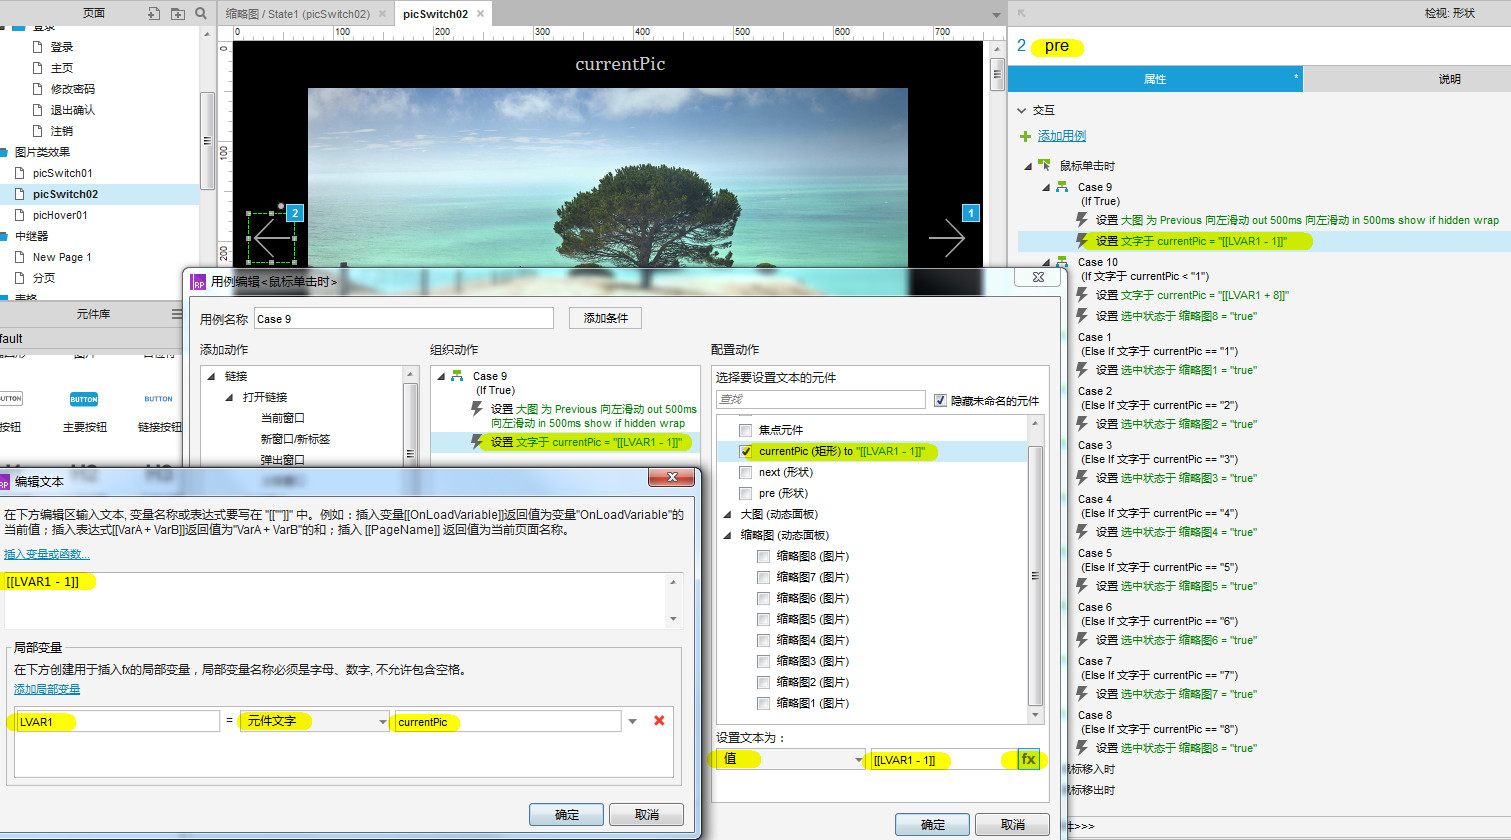 页面
登录
登录
主页
修改密码
退出确认
注销
图片类效果
picSwitch01
picSwitch02
picHover01
中继器
New Page 1
分页
表格
元件库
fault
BUTTON
BUTTON
BUTTON
按钮
主要按钮
链接按钮
缩略图 / State1 (picSwitch02)
picSwitch02
0
100
200
300
400
500
600
700
0
100
200
currentPic
2
1
检视: 形状
2 pre
属性
*
说明
交互
添加用例
鼠标单击时
Case 9
(If True)
设置 大图 为 Previous 向左滑动 out 500ms 向左滑动 in 500ms show if hidden wrap
设置 文字于 currentPic = "[[LVAR1 - 1]]"
Case 10
(If 文字于 currentPic < "1")
设置 文字于 currentPic = "[[LVAR1 + 8]]"
设置 选中状态于 缩略图8 = "true"
Case 1
(Else If 文字于 currentPic == "1")
设置 选中状态于 缩略图1 = "true"
Case 2
(Else If 文字于 currentPic == "2")
设置 选中状态于 缩略图2 = "true"
Case 3
(Else If 文字于 currentPic == "3")
设置 选中状态于 缩略图3 = "true"
Case 4
(Else If 文字于 currentPic == "4")
设置 选中状态于 缩略图4 = "true"
Case 5
(Else If 文字于 currentPic == "5")
设置 选中状态于 缩略图5 = "true"
Case 6
(Else If 文字于 currentPic == "6")
设置 选中状态于 缩略图6 = "true"
Case 7
(Else If 文字于 currentPic == "7")
设置 选中状态于 缩略图7 = "true"
Case 8
(Else If 文字于 currentPic == "8")
设置 选中状态于 缩略图8 = "true"
鼠标移入时
鼠标移出时
件>>>
RP 用例编辑<鼠标单击时>
用例名称
Case 9
添加条件
添加动作
组织动作
配置动作
链接
打开链接
当前窗口
新窗口/新标签
弹出窗口
Case 9
(If True)
设置 大图 为 Previous 向左滑动 out 500ms
向左滑动 in 500ms show if hidden wrap
设置 文字于 currentPic = "[[LVAR1 - 1]]"
选择要设置文本的元件
查找
隐藏未命名的元件
焦点元件
currentPic (矩形) to "[[LVAR1 - 1]]"
next (形状)
pre (形状)
大图 (动态面板)
缩略图 (动态面板)
缩略图8 (图片)
缩略图7 (图片)
缩略图6 (图片)
缩略图5 (图片)
缩略图4 (图片)
缩略图3 (图片)
缩略图2 (图片)
缩略图1 (图片)
设置文本为：
值
[[LVAR1 - 1]]
fx
确定
取消
RP 编辑文本
在下方编辑区输入文本, 变量名称或表达式要写在 "[[""]]" 中。例如：插入变量[[OnLoadVariable]]返回值为变量"OnLoadVariable"的
当前值；插入表达式[[VarA + VarB]]返回值为"VarA + VarB"的和；插入 [[PageName]] 返回值为当前页面名称。
插入变量或函数...
[[LVAR1 - 1]]
局部变量
在下方创建用于插入fx的局部变量，局部变量名称必须是字母、数字, 不允许包含空格。
添加局部变量
LVAR1
=
元件文字
currentPic
确定
取消